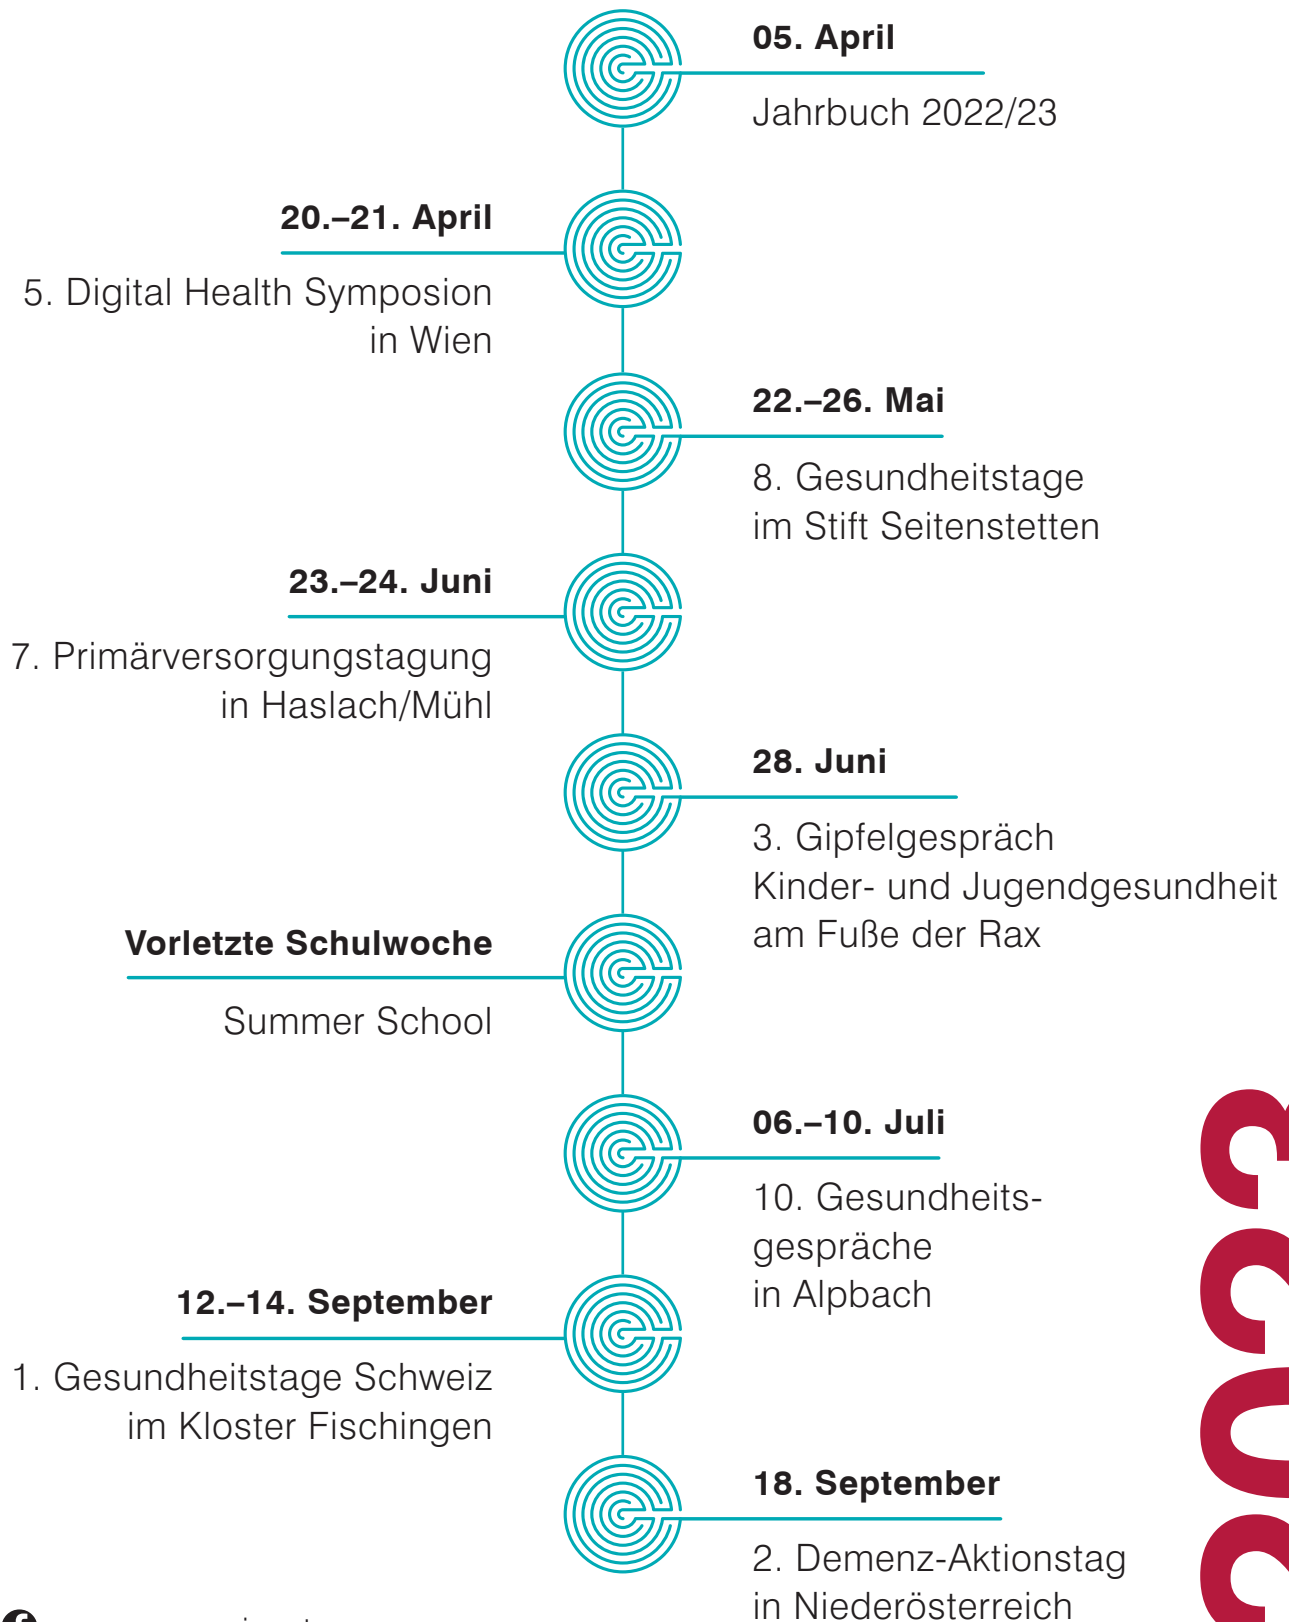 05. April
Jahrbuch 2022/23
20.–21. April
5. Digital Health Symposion
in Wien
22.–26. Mai
8. Gesundheitstage
im Stift Seitenstetten
23.–24. Juni
7. Primärversorgungstagung
in Haslach/Mühl
28. Juni
3. Gipfelgespräch
Kinder- und Jugendgesundheit
am Fuße der Rax
Vorletzte Schulwoche
Summer School
06.–10. Juli
10. Gesundheits-
gespräche
in Alpbach
12.–14. September
1. Gesundheitstage Schweiz
im Kloster Fischingen
18. September
2. Demenz-Aktionstag
in Niederösterreich